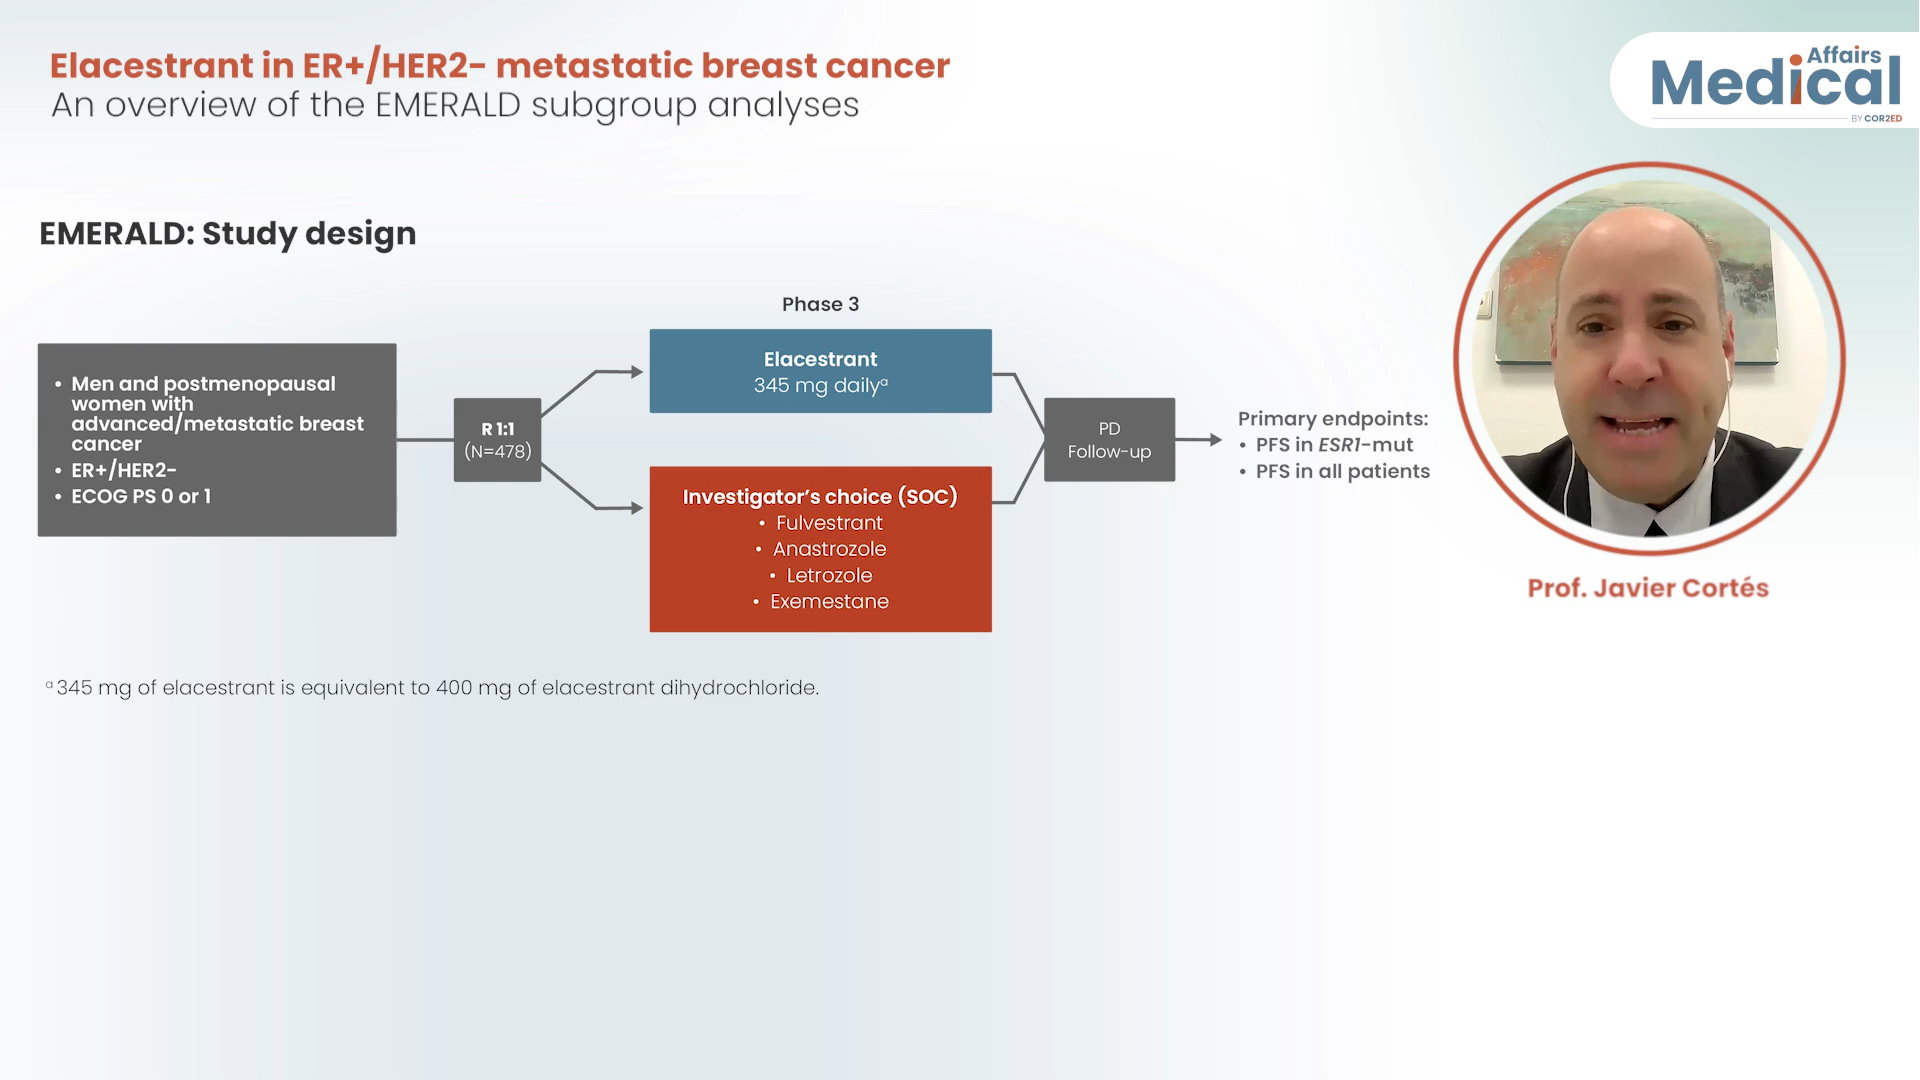 Elacestrant in ER+/HER2- metastatic breast cancer
An overview of the EMERALD subgroup analyses
Affairs
Medical
BY COR2ED
EMERALD: Study design
Phase 3
• Men and postmenopausal
women with
advanced/metastatic breast
cancer
• ER+/HER2-
• ECOG PS 0 or 1
R 1:1
(N=478)
Elacestrant
345 mg dailyᵃ
Investigator’s choice (SOC)
• Fulvestrant
• Anastrozole
• Letrozole
• Exemestane
PD
Follow-up
Primary endpoints:
• PFS in ESR1-mut
• PFS in all patients
Prof. Javier Cortés
ᵃ 345 mg of elacestrant is equivalent to 400 mg of elacestrant dihydrochloride.